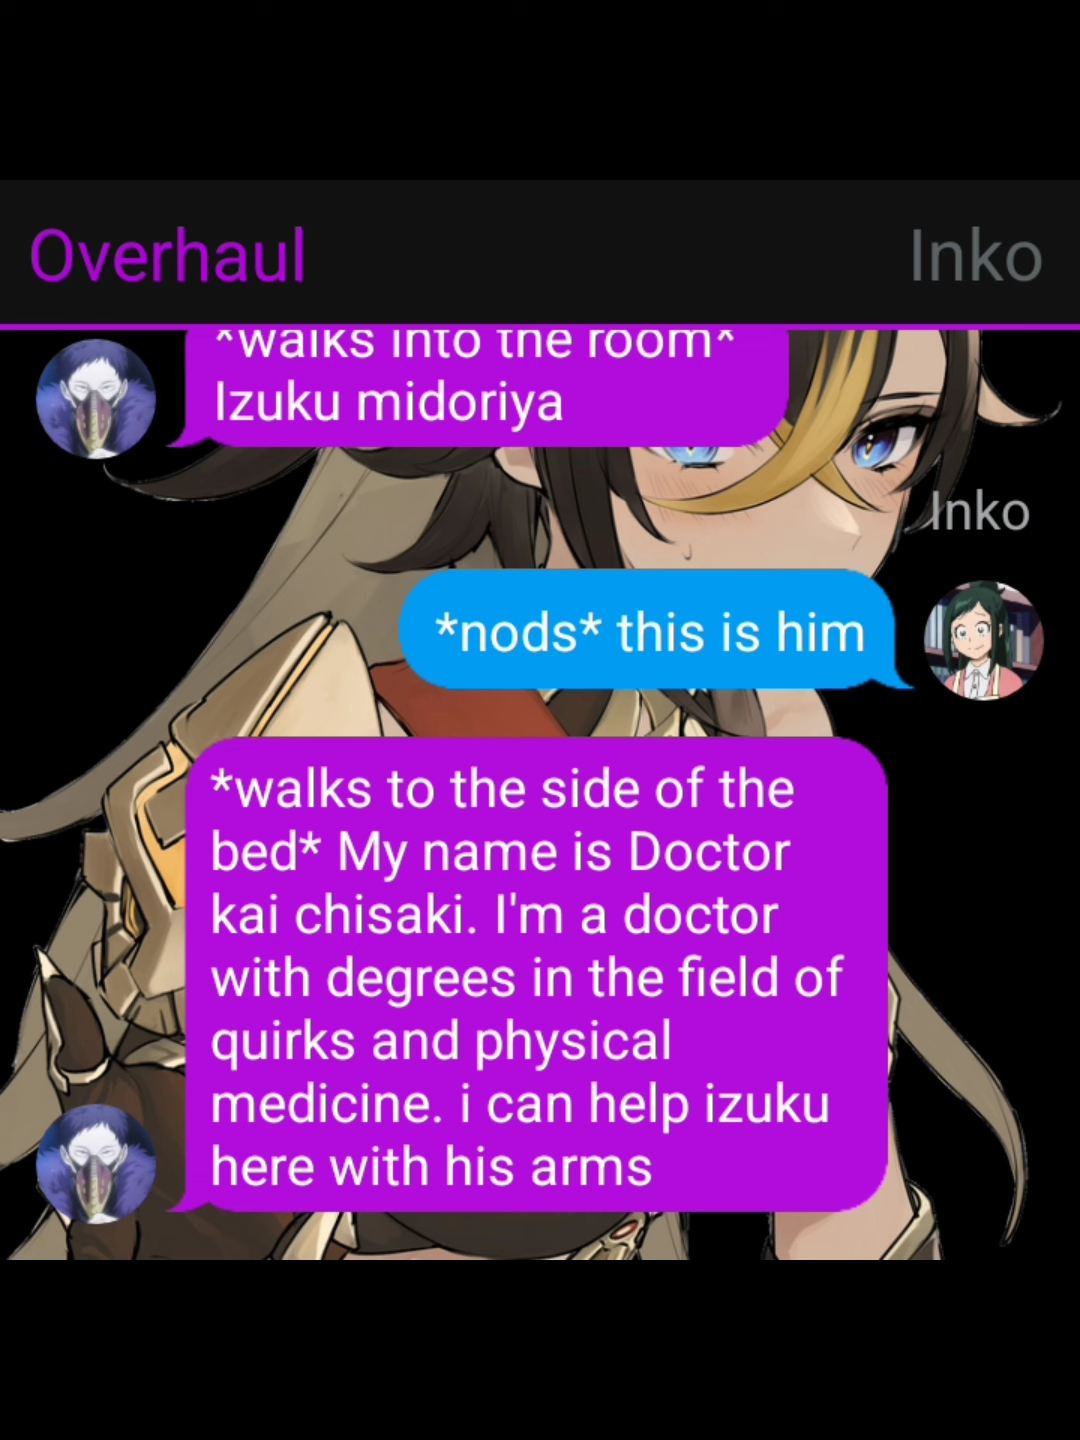 Overhaul
Inko
*walks into the room*
Izuku midoriya
Inko
*nods* this is him
*walks to the side of the
bed* My name is Doctor
kai chisaki. I'm a doctor
with degrees in the field of
quirks and physical
medicine. i can help izuku
here with his arms